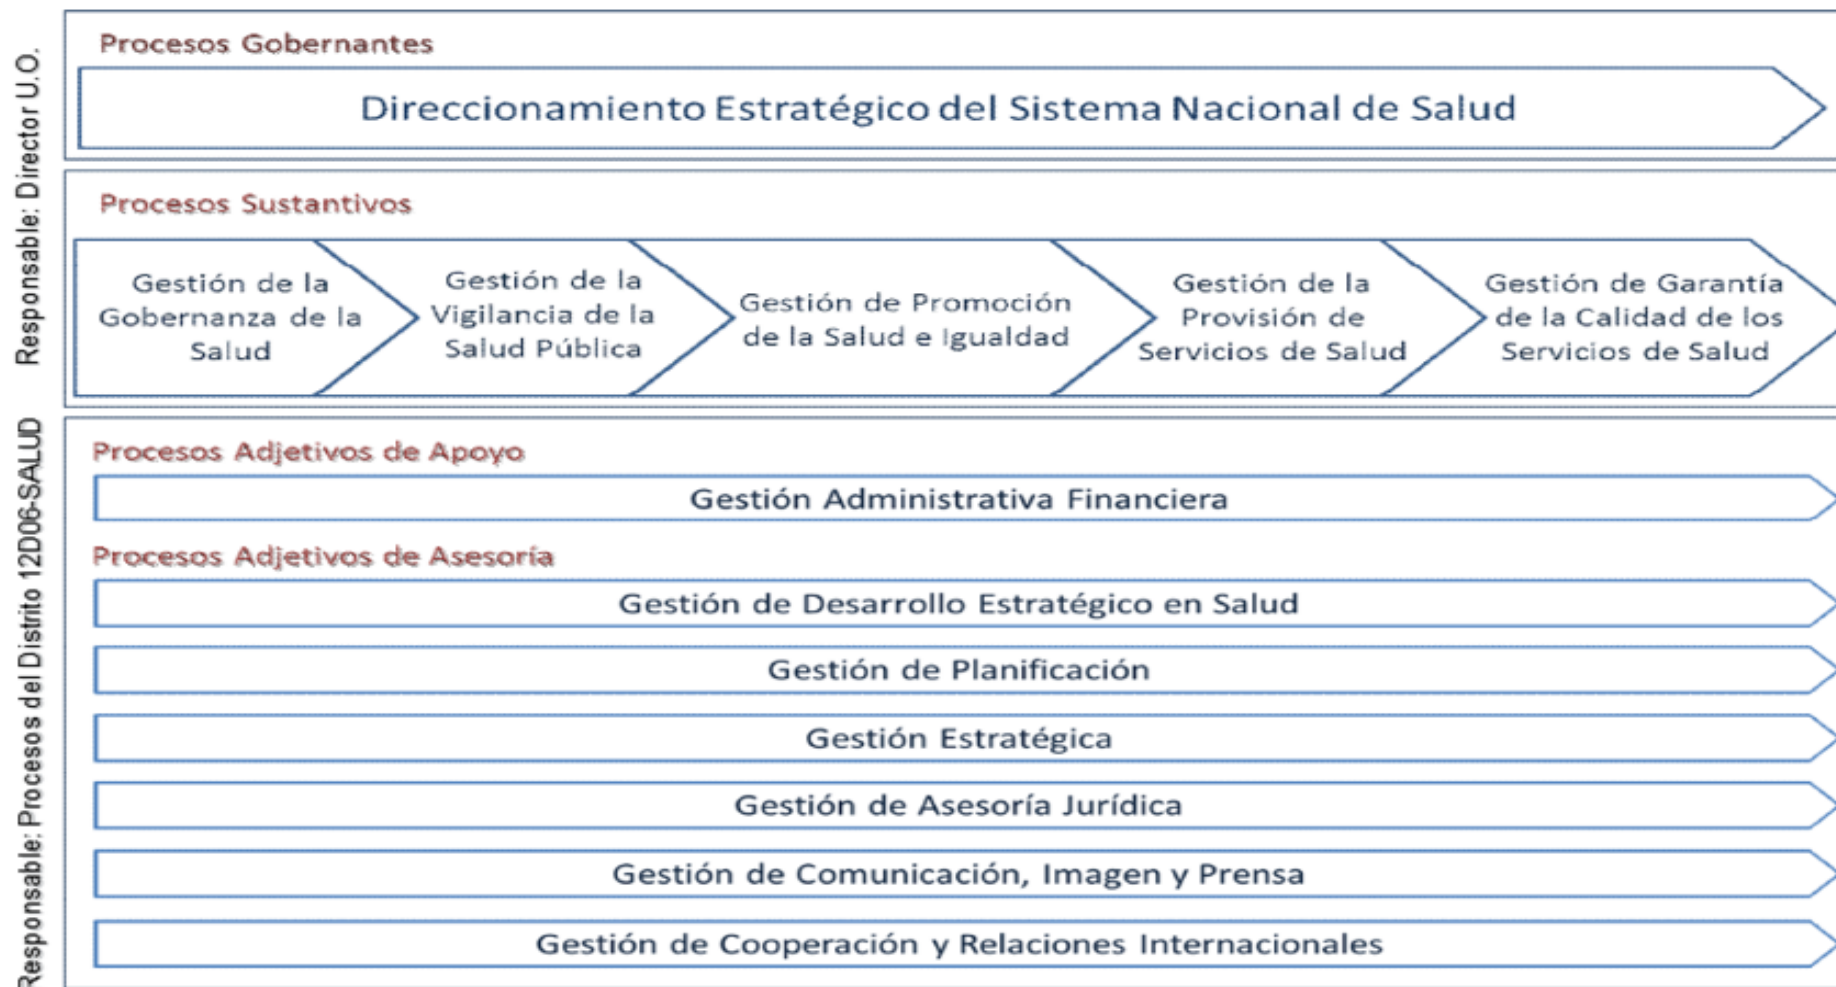 Responsable: Director U.O.
Procesos Gobernantes
Direccionamiento Estratégico del Sistema Nacional de Salud
Procesos Sustantivos
Gestión de la
Gobernanza de la
Salud
Gestión de la
Vigilancia de la
Salud Pública
Gestión de Promoción
de la Salud e Igualdad
Gestión de la
Provisión de
Servicios de Salud
Gestión de Garantía
de la Calidad de los
Servicios de Salud
Responsable: Procesos del Distrito 12D06-SALUD
Procesos Adjetivos de Apoyo
Gestión Administrativa Financiera
Procesos Adjetivos de Asesoría
Gestión de Desarrollo Estratégico en Salud
Gestión de Planificación
Gestión Estratégica
Gestión de Asesoría Jurídica
Gestión de Comunicación, Imagen y Prensa
Gestión de Cooperación y Relaciones Internacionales